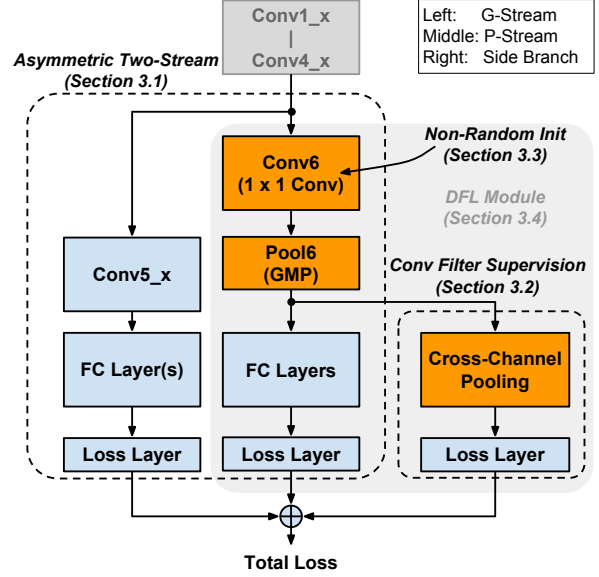 Conv1_x
|
Conv4_x
Left: G-Stream
Middle: P-Stream
Right: Side Branch
Asymmetric Two-Stream
(Section 3.1)
Non-Random Init
(Section 3.3)
Conv6
(1 x 1 Conv)
DFL Module
(Section 3.4)
Pool6
(GMP)
Conv5_x
Conv Filter Supervision
(Section 3.2)
FC Layer(s)
FC Layers
Cross-Channel
Pooling
Loss Layer
Loss Layer
Loss Layer
Total Loss